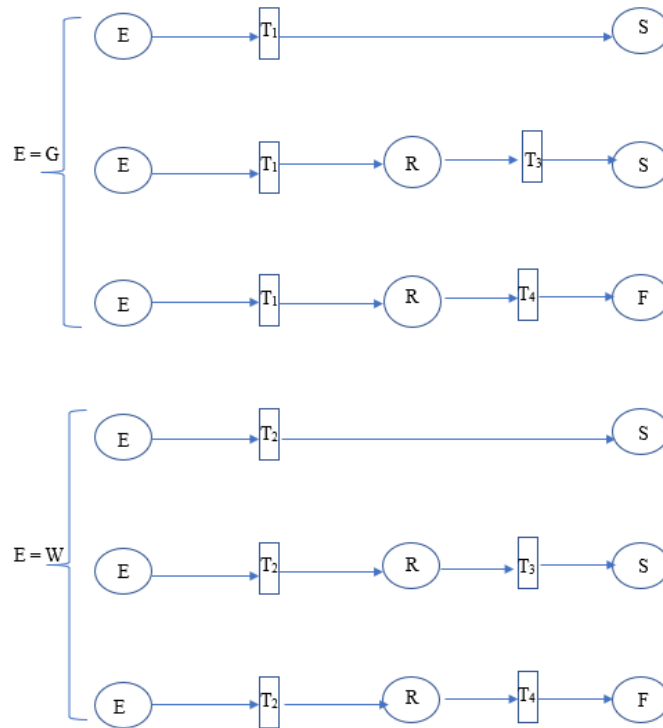 E T₁ S
E = G
E T₁ R T₃ S
E T₁ R T₄ F
E T₂ S
E = W
E T₂ R T₃ S
E T₂ R T₄ F